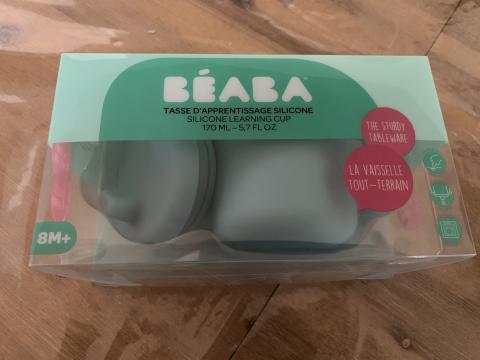 BÉABA
TASSE D'APPRENTISSAGE SILICONE
SILICONE LEARNING CUP
170 ML – 5,7 FL OZ
THE STURDY
TABLEWARE
LA VAISSELLE
TOUT–TERRAIN
8M+